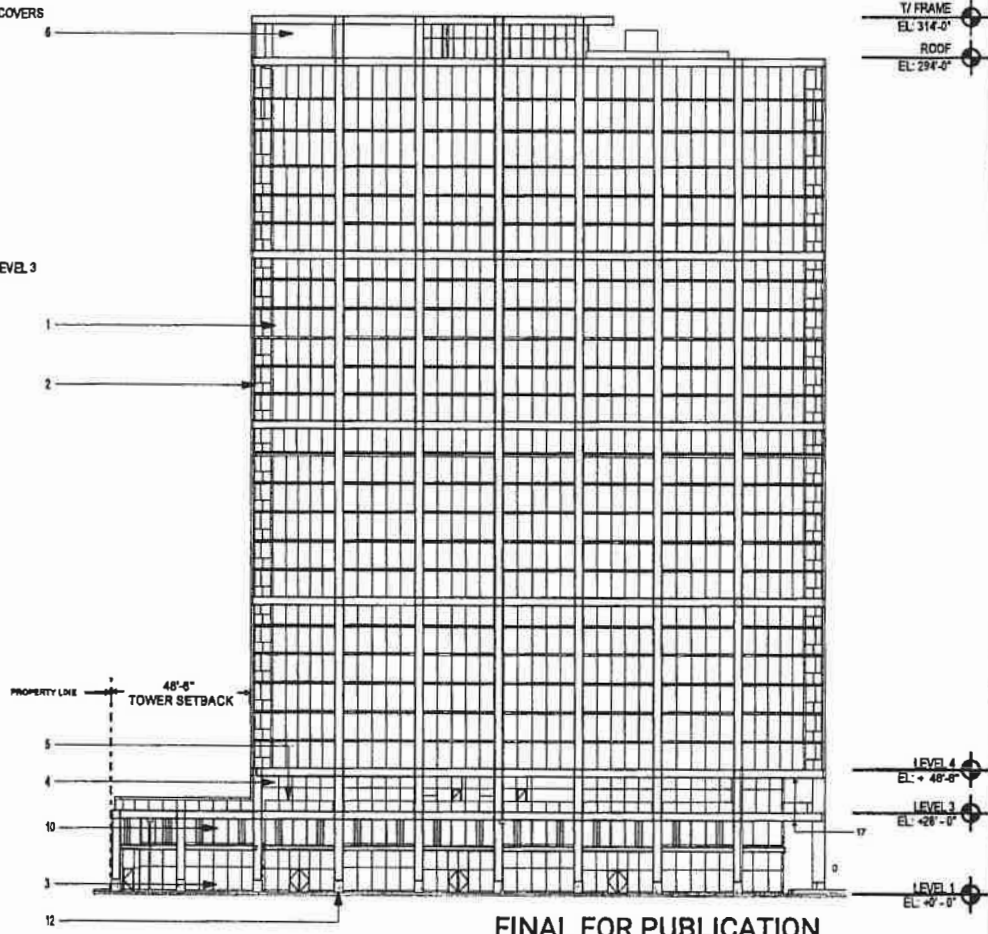 COVERS
6
T/ FRAME
EL: 314'-0"
ROOF
EL: 294'-0"
LEVEL 3
1
2
PROPERTY LINE
48'-6"
TOWER SETBACK
5
4
10
3
12
LEVEL 4
EL: + 48'-6"
LEVEL 3
EL: +28' - 0"
17
LEVEL 1
EL: +0' - 0"
FINAL FOR PUBLICATION